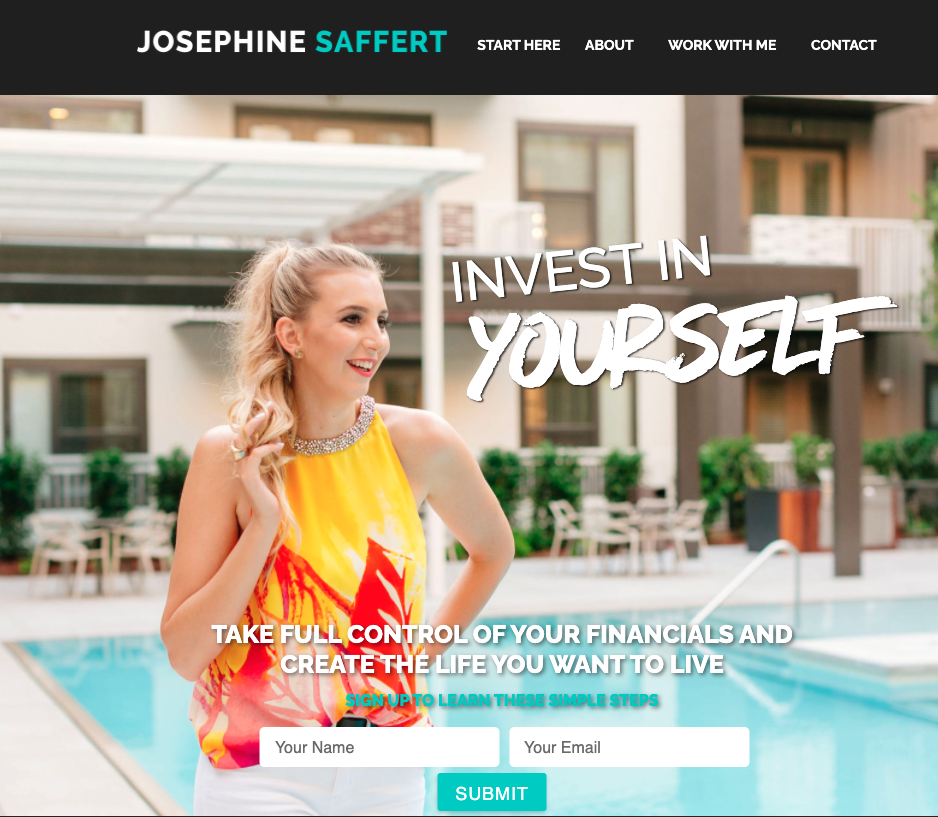 JOSEPHINE SAFFERT
START HERE ABOUT WORK WITH ME CONTACT
INVEST IN
YOURSELF
TAKE FULL CONTROL OF YOUR FINANCIALS AND
CREATE THE LIFE YOU WANT TO LIVE
SIGN UP TO LEARN THESE SIMPLE STEPS
Your Name Your Email
SUBMIT